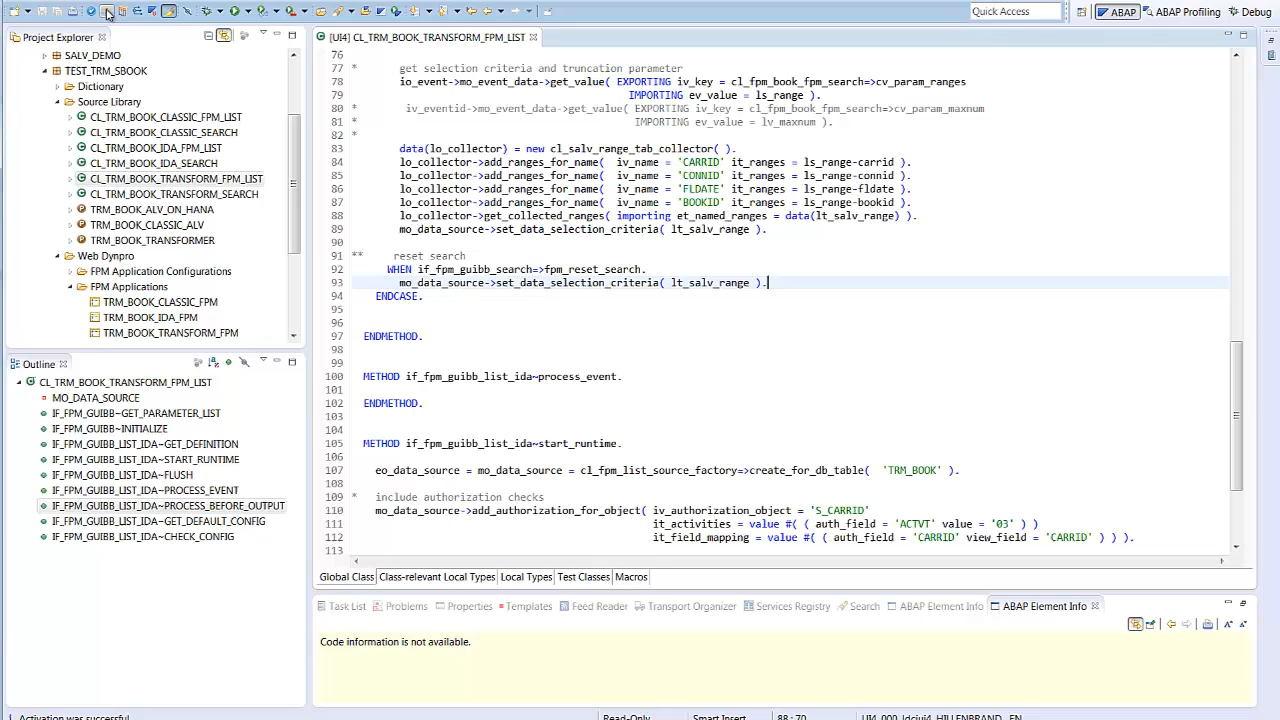 Quick Access
ABAP
ABAP Profiling
Debug
Project Explorer
SALV_DEMO
TEST_TRM_SBOOK
Dictionary
Source Library
CL_TRM_BOOK_CLASSIC_FPM_LIST
CL_TRM_BOOK_CLASSIC_SEARCH
CL_TRM_BOOK_IDA_FPM_LIST
CL_TRM_BOOK_IDA_SEARCH
CL_TRM_BOOK_TRANSFORM_FPM_LIST
CL_TRM_BOOK_TRANSFORM_SEARCH
TRM_BOOK_ALV_ON_HANA
TRM_BOOK_CLASSIC_ALV
TRM_BOOK_TRANSFORMER
Web Dynpro
FPM Application Configurations
FPM Applications
TRM_BOOK_CLASSIC_FPM
TRM_BOOK_IDA_FPM
TRM_BOOK_TRANSFORM_FPM
Outline
CL_TRM_BOOK_TRANSFORM_FPM_LIST
MO_DATA_SOURCE
IF_FPM_GUIBB~GET_PARAMETER_LIST
IF_FPM_GUIBB~INITIALIZE
IF_FPM_GUIBB_LIST_IDA~GET_DEFINITION
IF_FPM_GUIBB_LIST_IDA~START_RUNTIME
IF_FPM_GUIBB_LIST_IDA~FLUSH
IF_FPM_GUIBB_LIST_IDA~PROCESS_EVENT
IF_FPM_GUIBB_LIST_IDA~PROCESS_BEFORE_OUTPUT
IF_FPM_GUIBB_LIST_IDA~GET_DEFAULT_CONFIG
IF_FPM_GUIBB_LIST_IDA~CHECK_CONFIG
[UI4] CL_TRM_BOOK_TRANSFORM_FPM_LIST
76
77 * get selection criteria and truncation parameter
78 io_event->mo_event_data->get_value( EXPORTING iv_key = cl_fpm_book_fpm_search=>cv_param_ranges
79 IMPORTING ev_value = ls_range ).
80 * iv_eventid->mo_event_data->get_value( EXPORTING iv_key = cl_fpm_book_fpm_search=>cv_param_maxnum
81 * IMPORTING ev_value = lv_maxnum ).
82 *
83 data(lo_collector) = new cl_salv_range_tab_collector( ).
84 lo_collector->add_ranges_for_name( iv_name = 'CARRID' it_ranges = ls_range-carrid ).
85 lo_collector->add_ranges_for_name( iv_name = 'CONNID' it_ranges = ls_range-connid ).
86 lo_collector->add_ranges_for_name( iv_name = 'FLDATE' it_ranges = ls_range-fldate ).
87 lo_collector->add_ranges_for_name( iv_name = 'BOOKID' it_ranges = ls_range-bookid ).
88 lo_collector->get_collected_ranges( importing et_named_ranges = data(lt_salv_range) ).
89 mo_data_source->set_data_selection_criteria( lt_salv_range ).
90
91 ** reset search
92 WHEN if_fpm_guibb_search=>fpm_reset_search.
93 mo_data_source->set_data_selection_criteria( lt_salv_range ).
94 ENDCASE.
95
96
97 ENDMETHOD.
98
99
100 METHOD if_fpm_guibb_list_ida~process_event.
101
102 ENDMETHOD.
103
104
105 METHOD if_fpm_guibb_list_ida~start_runtime.
106
107 eo_data_source = mo_data_source = cl_fpm_list_source_factory=>create_for_db_table( 'TRM_BOOK' ).
108
109 * include authorization checks
110 mo_data_source->add_authorization_for_object( iv_authorization_object = 'S_CARRID'
111 it_activities = value #( ( auth_field = 'ACTVT' value = '03' ) )
112 it_field_mapping = value #( ( auth_field = 'CARRID' view_field = 'CARRID' ) ) ).
113
Global Class Class-relevant Local Types Local Types Test Classes Macros
Task List Problems Properties Templates Feed Reader Transport Organizer Services Registry Search ABAP Element Info ABAP Element Info
Code information is not available.
Activation was successful Read-Only Smart Insert 88 : 70